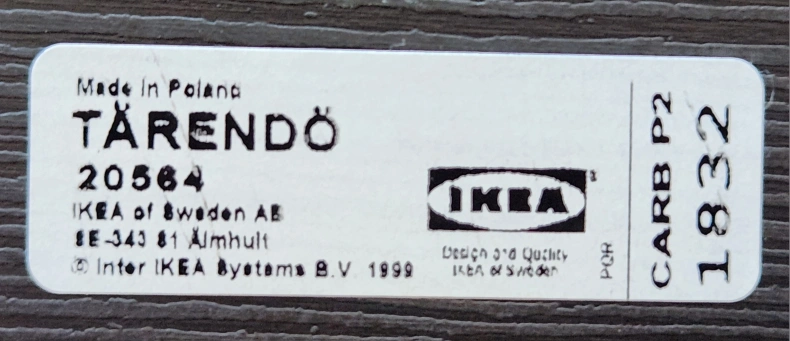 Made in Poland
TÄRENDÖ
20564
IKEA of Sweden AB
SE-343 81 Älmhult
© Inter IKEA Systems B.V. 1999
IKEA
Design and Quality
IKEA of Sweden
CARB P2
1832